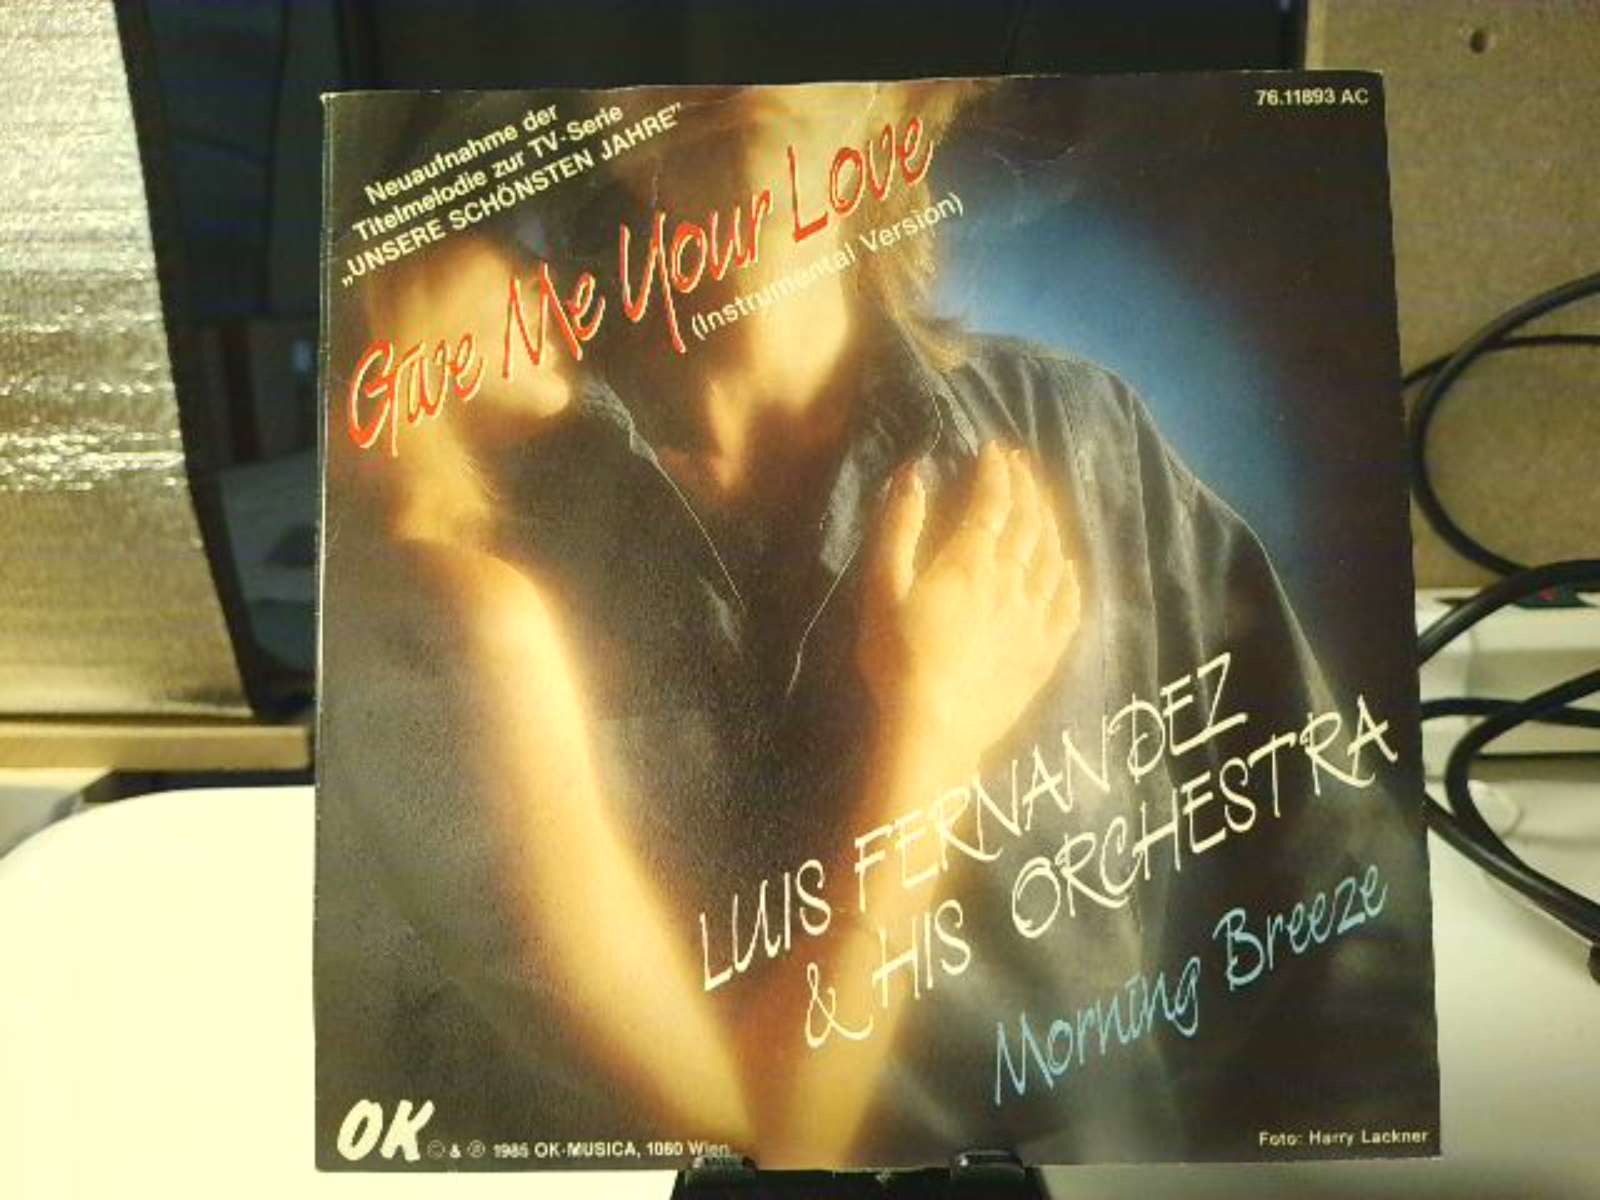 Neuaufnahme der
Titelmelodie zur TV-Serie
„UNSERE SCHÖNSTEN JAHRE”
76.11893 AC
Give Me Your Love
(Instrumental Version)
LUIS FERNANDEZ
& HIS ORCHESTRA
Morning Breeze
OK © & ℗ 1985 OK-MUSICA, 1060 Wien
Foto: Harry Lackner